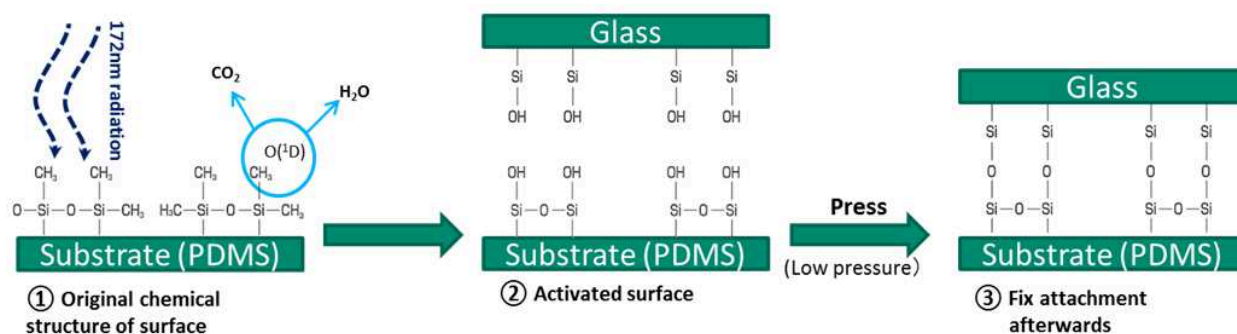 172nm radiation
CO₂
H₂O
O(¹D)
CH₃ CH₃ CH₃ CH₃
O—Si—O—Si—CH₃ H₃C—Si—O—Si—CH₃
Substrate (PDMS)
① Original chemical
structure of surface
Glass
Si Si Si Si
OH OH OH OH
OH OH OH OH
Si—O—Si Si—O—Si
Substrate (PDMS)
② Activated surface
Press
(Low pressure)
Glass
Si Si Si Si
O O O O
Si—O—Si Si—O—Si
Substrate (PDMS)
③ Fix attachment
afterwards